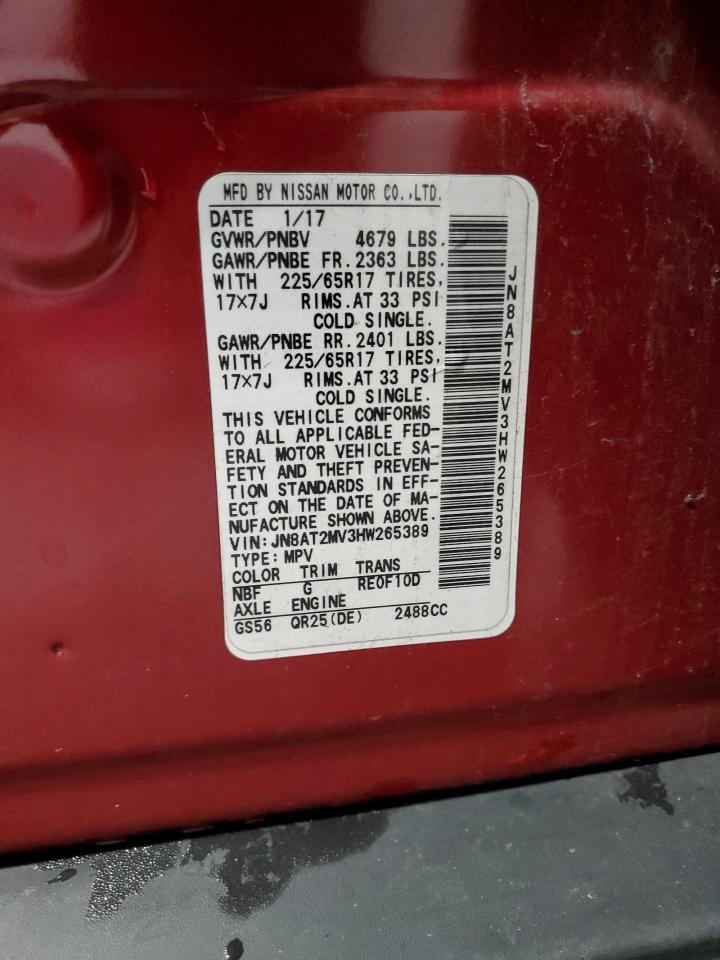 MFD BY NISSAN MOTOR CO.,LTD.
DATE 1/17
GVWR/PNBV 4679 LBS.
GAWR/PNBE FR. 2363 LBS.
WITH 225/65R17 TIRES,
17×7J RIMS. AT 33 PSI
COLD SINGLE.
GAWR/PNBE RR. 2401 LBS.
WITH 225/65R17 TIRES,
17×7J RIMS. AT 33 PSI
COLD SINGLE.
THIS VEHICLE CONFORMS
TO ALL APPLICABLE FED-
ERAL MOTOR VEHICLE SA-
FETY AND THEFT PREVEN-
TION STANDARDS IN EFF-
ECT ON THE DATE OF MA-
NUFACTURE SHOWN ABOVE.
VIN: JN8AT2MV3HW265389
TYPE: MPV
COLOR TRIM TRANS
NBF G RE0F10D
AXLE ENGINE
GS56 QR25(DE) 2488CC
JN8AT2MV3HW265389